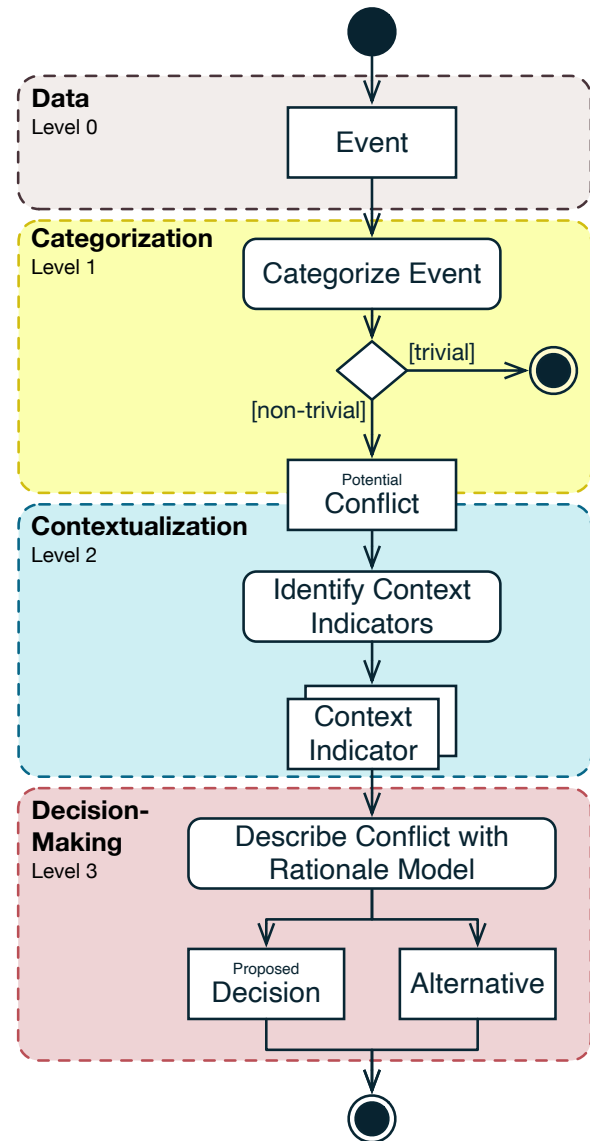 Data
Level 0
Event
Categorization
Level 1
Categorize Event
[trivial]
[non-trivial]
Potential
Conflict
Contextualization
Level 2
Identify Context
Indicators
Context
Indicator
Decision-
Making
Level 3
Describe Conflict with
Rationale Model
Proposed
Decision
Alternative